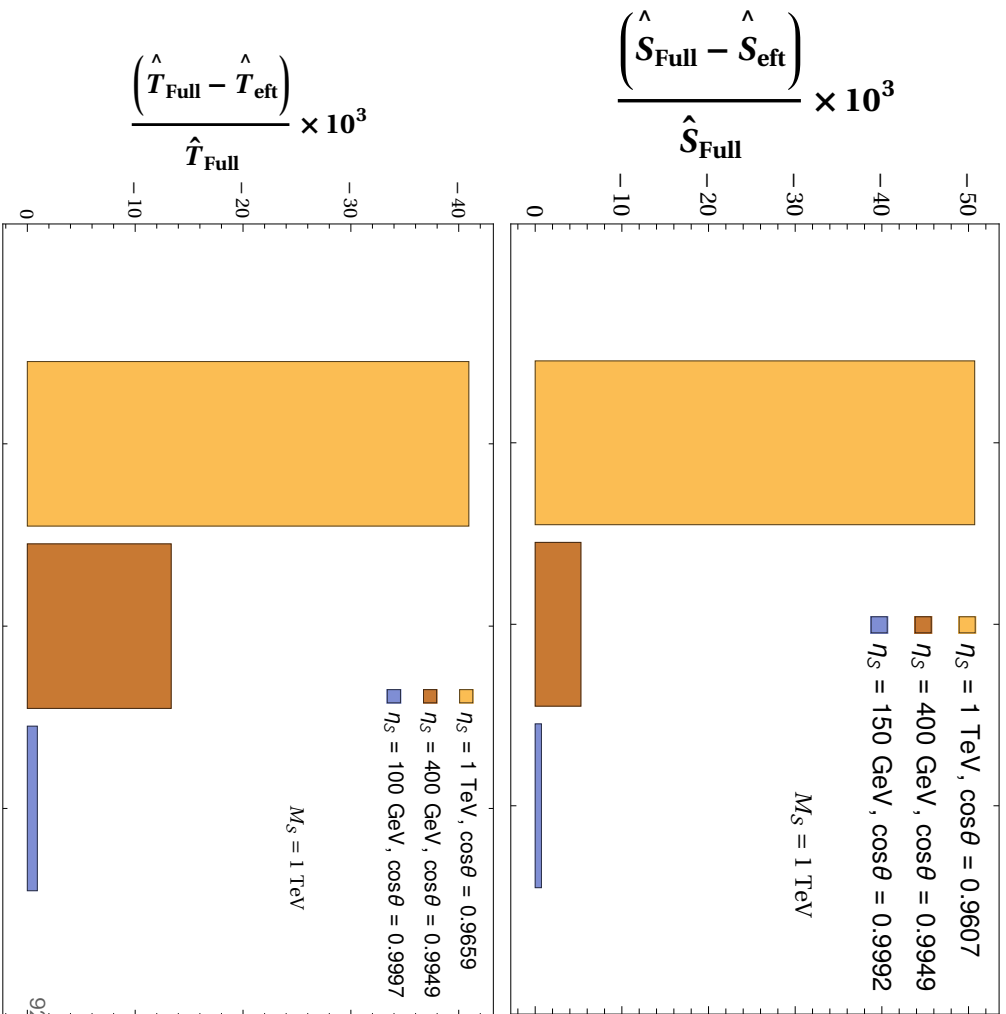 (T̂_Full − T̂_eft) / T̂_Full × 10³
0
−10
−20
−30
−40
η_S = 1 TeV, cosθ = 0.9659
η_S = 400 GeV, cosθ = 0.9949
η_S = 100 GeV, cosθ = 0.9997
M_S = 1 TeV
(Ŝ_Full − Ŝ_eft) / Ŝ_Full × 10³
0
−10
−20
−30
−40
−50
η_S = 1 TeV, cosθ = 0.9607
η_S = 400 GeV, cosθ = 0.9949
η_S = 150 GeV, cosθ = 0.9992
M_S = 1 TeV